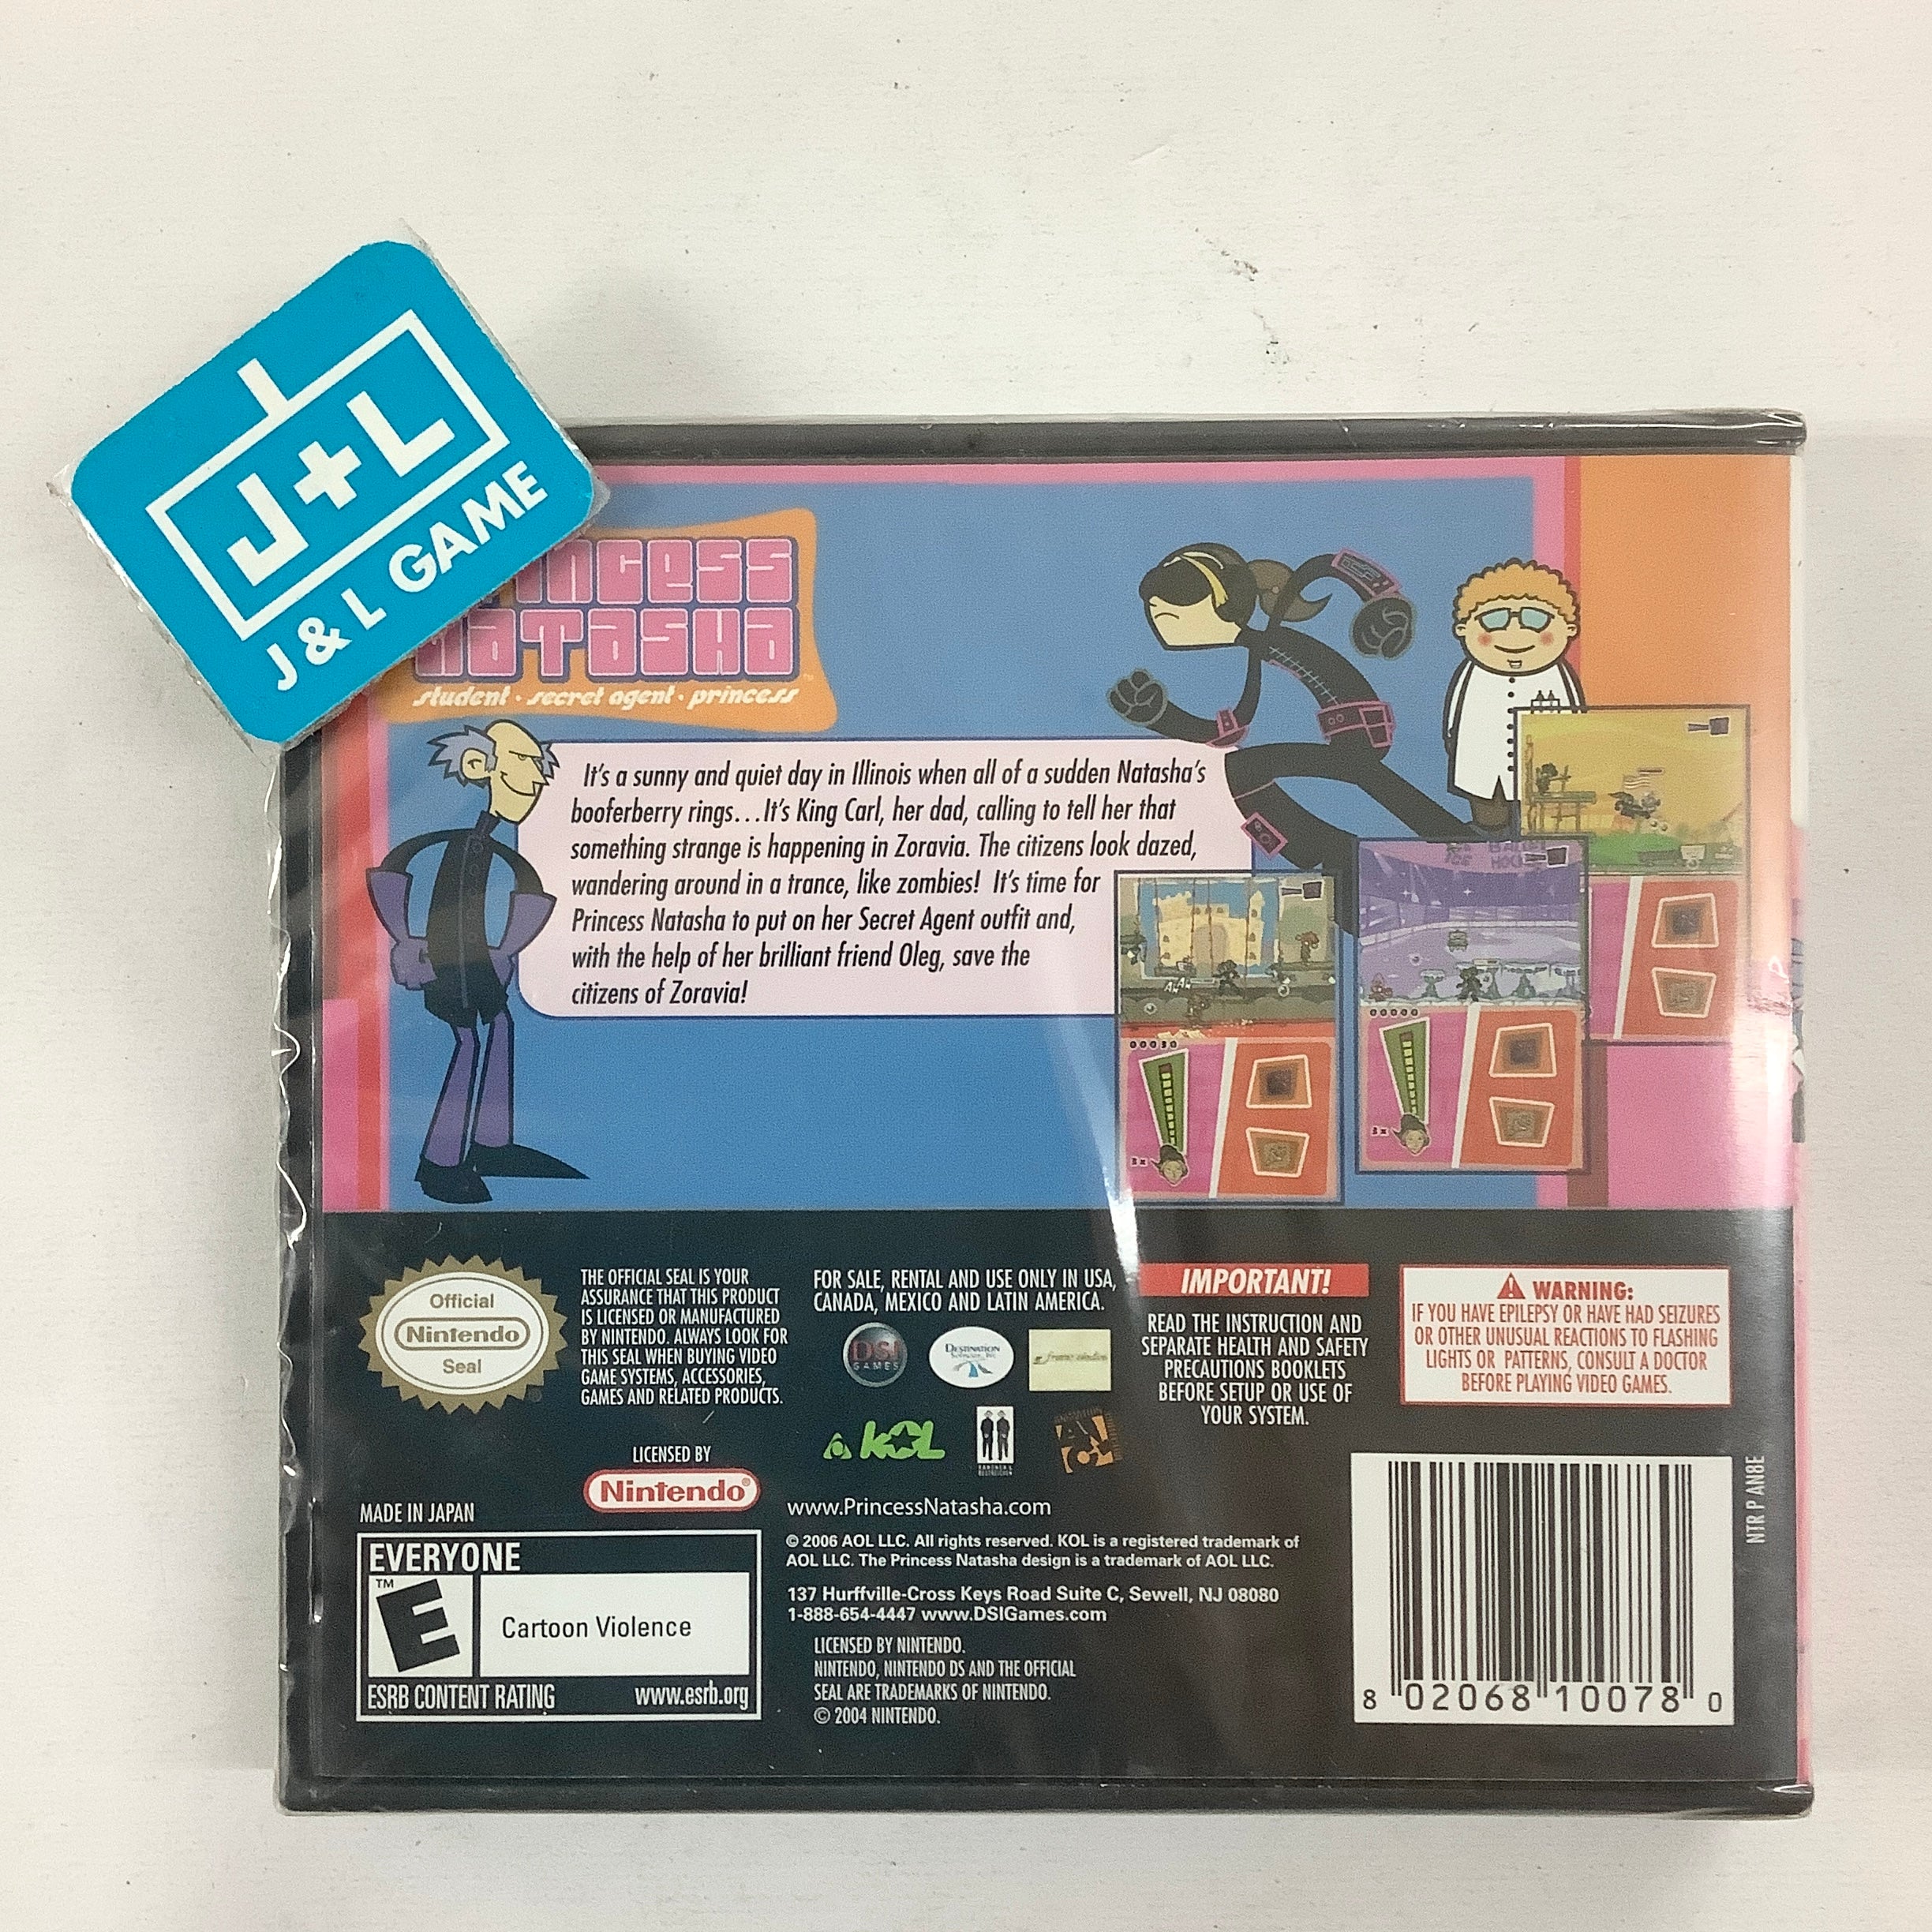 J+L
J & L GAME
NCESS
NATASHA
student · secret agent · princess
It's a sunny and quiet day in Illinois when all of a sudden Natasha's
booferberry rings...It's King Carl, her dad, calling to tell her that
something strange is happening in Zoravia. The citizens look dazed,
wandering around in a trance, like zombies! It's time for
Princess Natasha to put on her Secret Agent outfit and,
with the help of her brilliant friend Oleg, save the
citizens of Zoravia!
00030
3x
00000
3x
Official
Nintendo
Seal
THE OFFICIAL SEAL IS YOUR
ASSURANCE THAT THIS PRODUCT
IS LICENSED OR MANUFACTURED
BY NINTENDO. ALWAYS LOOK FOR
THIS SEAL WHEN BUYING VIDEO
GAME SYSTEMS, ACCESSORIES,
GAMES AND RELATED PRODUCTS.
LICENSED BY
Nintendo®
MADE IN JAPAN
EVERYONE
™
E
Cartoon Violence
ESRB CONTENT RATING www.esrb.org
FOR SALE, RENTAL AND USE ONLY IN USA,
CANADA, MEXICO AND LATIN AMERICA.
DSI
GAMES
DESTINATION
Software, Inc.
KOL
www.PrincessNatasha.com
© 2006 AOL LLC. All rights reserved. KOL is a registered trademark of
AOL LLC. The Princess Natasha design is a trademark of AOL LLC.
137 Hurffville-Cross Keys Road Suite C, Sewell, NJ 08080
1-888-654-4447 www.DSIGames.com
LICENSED BY NINTENDO.
NINTENDO, NINTENDO DS AND THE OFFICIAL
SEAL ARE TRADEMARKS OF NINTENDO.
© 2004 NINTENDO.
IMPORTANT!
READ THE INSTRUCTION AND
SEPARATE HEALTH AND SAFETY
PRECAUTIONS BOOKLETS
BEFORE SETUP OR USE OF
YOUR SYSTEM.
WARNING:
IF YOU HAVE EPILEPSY OR HAVE HAD SEIZURES
OR OTHER UNUSUAL REACTIONS TO FLASHING
LIGHTS OR PATTERNS, CONSULT A DOCTOR
BEFORE PLAYING VIDEO GAMES.
NTR P AN8E
8 02068 10078 0